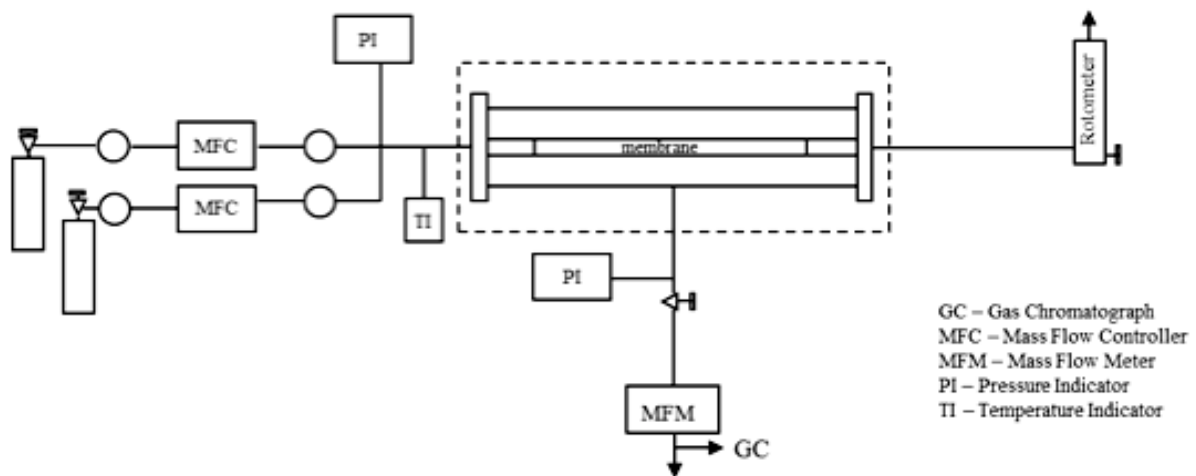 PI
Rotometer
MFC
membrane
MFC
TI
PI
GC – Gas Chromatograph
MFC – Mass Flow Controller
MFM – Mass Flow Meter
PI – Pressure Indicator
TI – Temperature Indicator
MFM
GC